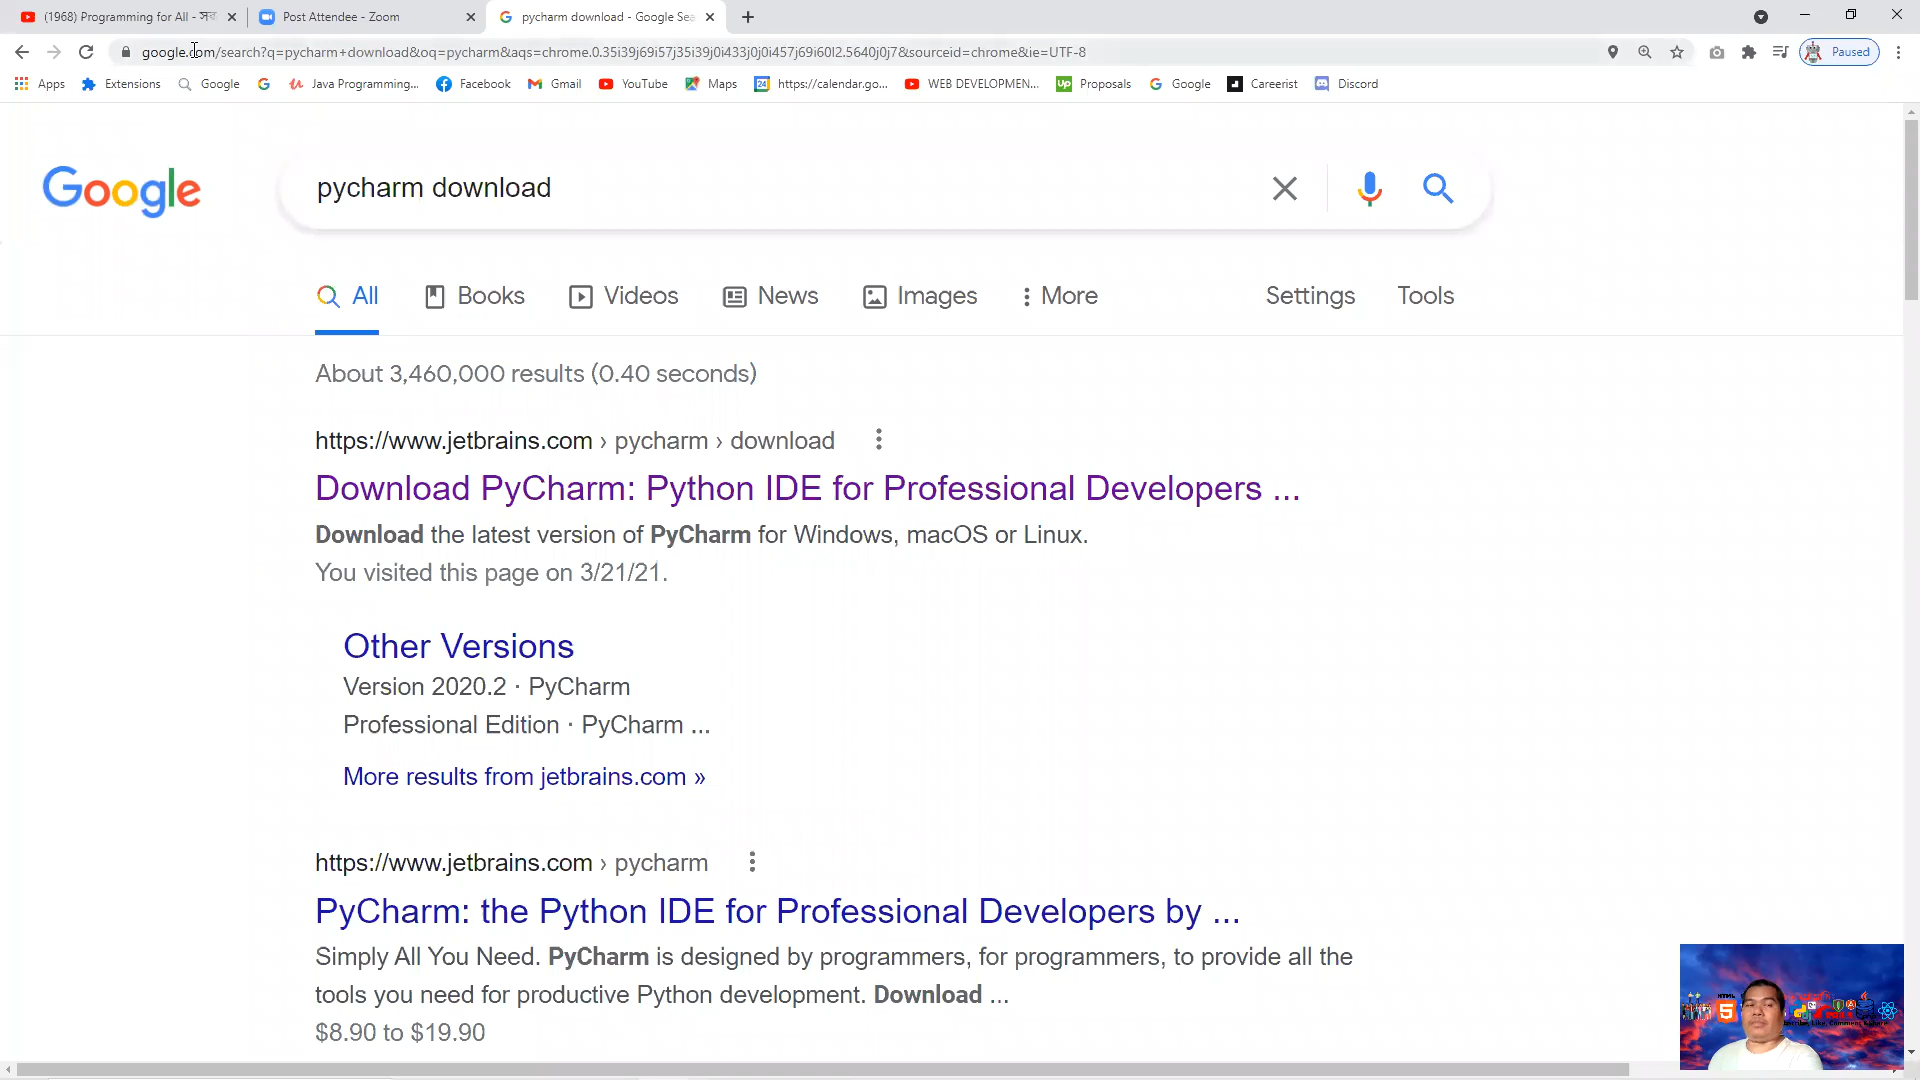 (1968) Programming for All - সব
Post Attendee - Zoom
pycharm download - Google Sea
google.com/search?q=pycharm+download&oq=pycharm&aqs=chrome.0.35i39j69i57j35i39j0i433j0j0i457j69i60l2.5640j0j7&sourceid=chrome&ie=UTF-8
Paused
Apps Extensions Google Java Programming... Facebook Gmail YouTube Maps https://calendar.go... WEB DEVELOPMEN... Up Proposals Google Careerist Discord
Google
pycharm download
All Books Videos News Images More Settings Tools
About 3,460,000 results (0.40 seconds)
https://www.jetbrains.com › pycharm › download
Download PyCharm: Python IDE for Professional Developers ...
Download the latest version of PyCharm for Windows, macOS or Linux.
You visited this page on 3/21/21.
Other Versions
Version 2020.2 · PyCharm
Professional Edition · PyCharm ...
More results from jetbrains.com »
https://www.jetbrains.com › pycharm
PyCharm: the Python IDE for Professional Developers by ...
Simply All You Need. PyCharm is designed by programmers, for programmers, to provide all the
tools you need for productive Python development. Download ...
$8.90 to $19.90
HTML
5